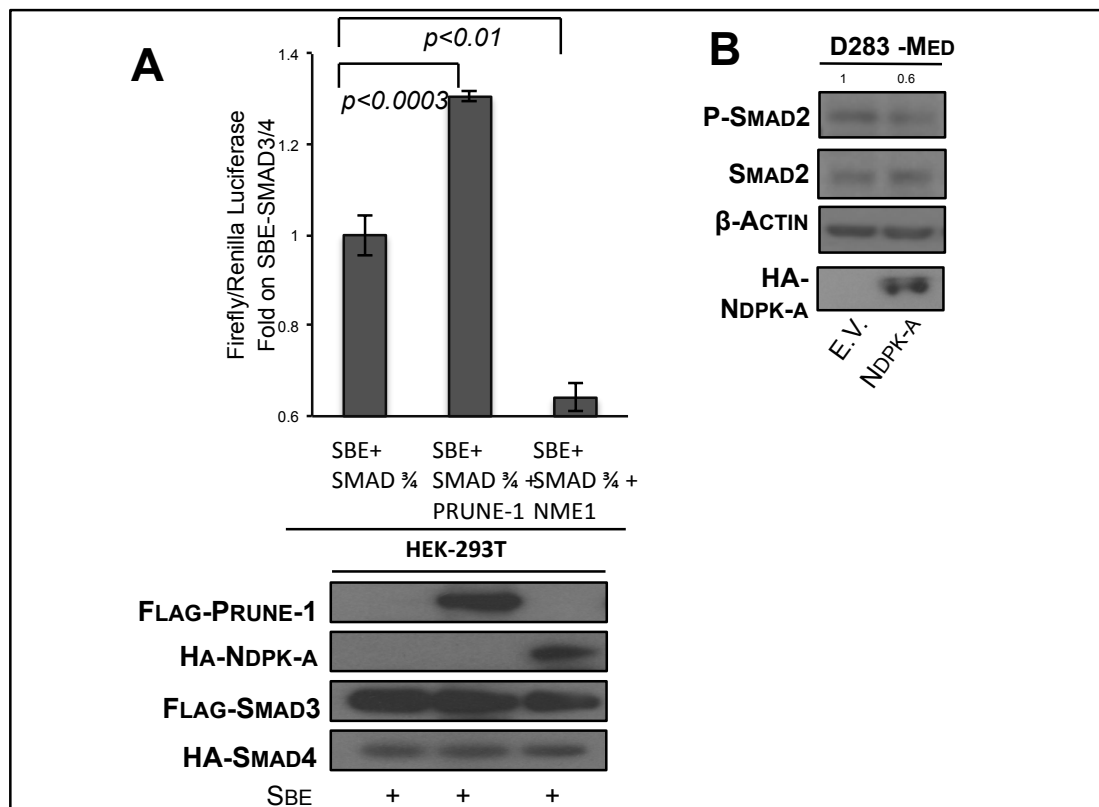 A
p<0.01
p<0.0003
1.4
1.2
1
0.8
0.6
Firefly/Renilla Luciferase
Fold on SBE-SMAD3/4
SBE+ SBE+ SBE+
SMAD ¾ SMAD ¾ + SMAD ¾ +
PRUNE-1 NME1
HEK-293T
FLAG-PRUNE-1
HA-NDPK-A
FLAG-SMAD3
HA-SMAD4
SBE + + +
B
D283 -MED
1 0.6
P-SMAD2
SMAD2
β-ACTIN
HA-
NDPK-A
E.V. NDPK-A